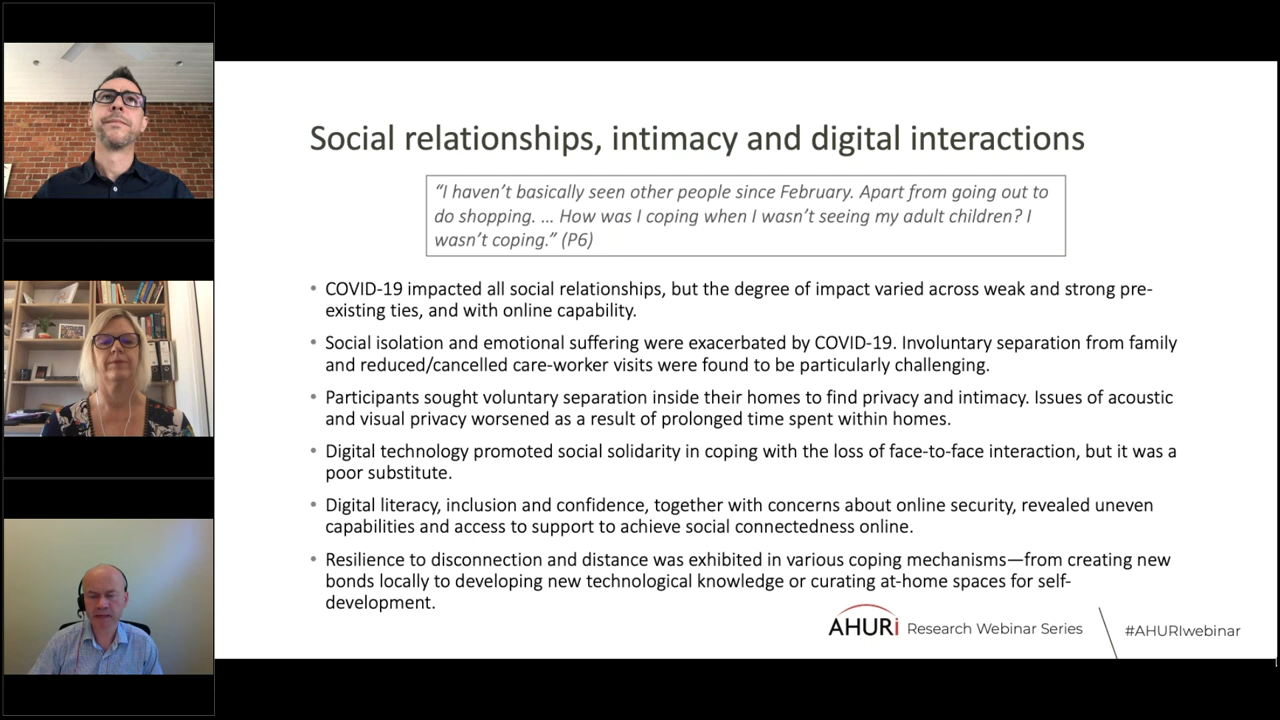 Social relationships, intimacy and digital interactions
“I haven’t basically seen other people since February. Apart from going out to
do shopping. … How was I coping when I wasn’t seeing my adult children? I
wasn’t coping.” (P6)
• COVID-19 impacted all social relationships, but the degree of impact varied across weak and strong pre-
existing ties, and with online capability.
• Social isolation and emotional suffering were exacerbated by COVID-19. Involuntary separation from family
and reduced/cancelled care-worker visits were found to be particularly challenging.
• Participants sought voluntary separation inside their homes to find privacy and intimacy. Issues of acoustic
and visual privacy worsened as a result of prolonged time spent within homes.
• Digital technology promoted social solidarity in coping with the loss of face-to-face interaction, but it was a
poor substitute.
• Digital literacy, inclusion and confidence, together with concerns about online security, revealed uneven
capabilities and access to support to achieve social connectedness online.
• Resilience to disconnection and distance was exhibited in various coping mechanisms—from creating new
bonds locally to developing new technological knowledge or curating at-home spaces for self-
development.
AHURi Research Webinar Series #AHURIwebinar